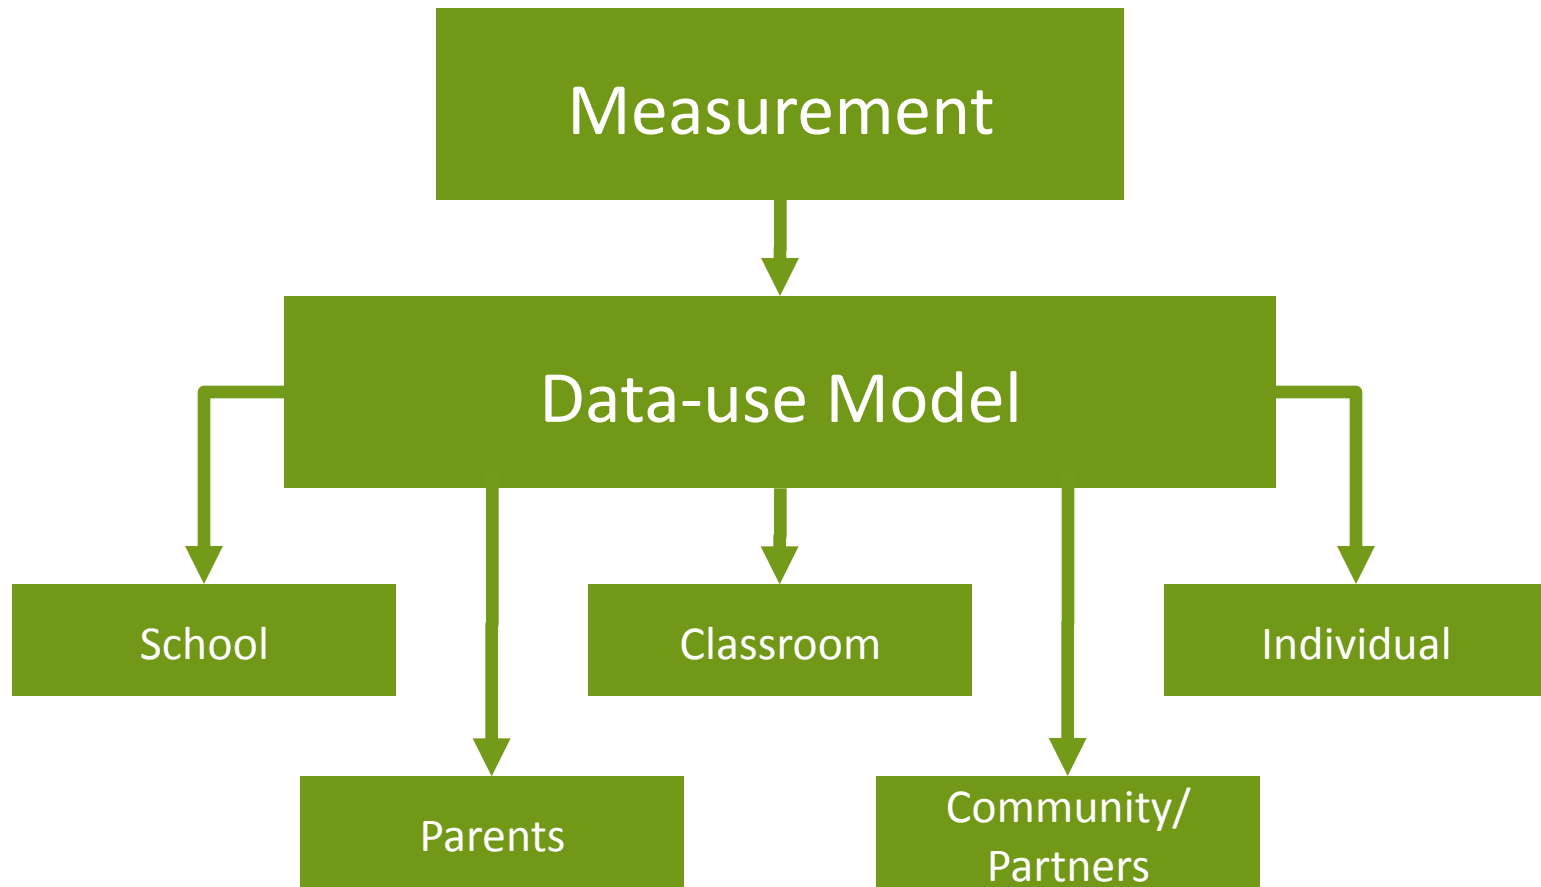 Measurement
Data-use Model
School
Classroom
Individual
Parents
Community/
Partners